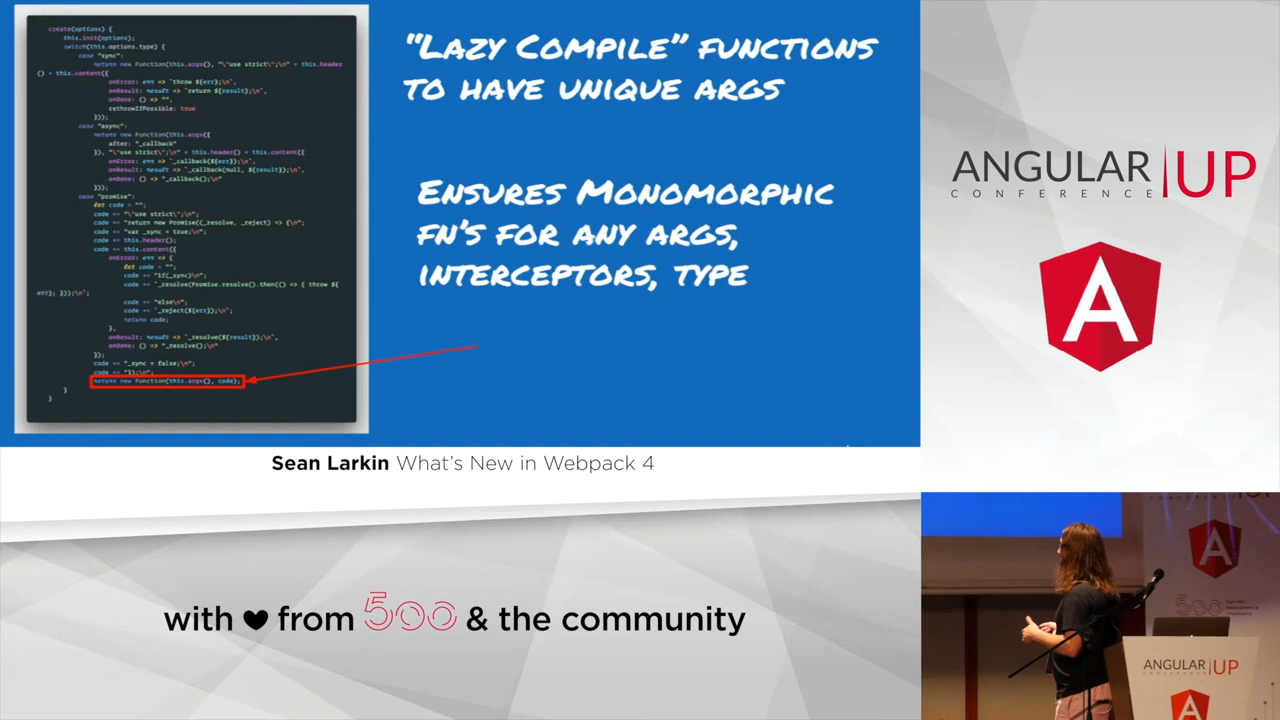 create(options) {
this.init(options);
switch(this.options.type) {
case "sync":
return new Function(this.args(), "\"use strict\";\n" + this.header
() + this.content({
onError: err => `throw ${err};\n`,
onResult: result => `return ${result};\n`,
onDone: () => "",
rethrowIfPossible: true
}));
case "async":
return new Function(this.args({
after: "_callback"
}), "\"use strict\";\n" + this.header() + this.content({
onError: err => `_callback(${err});\n`,
onResult: result => `_callback(null, ${result});\n`,
onDone: () => "_callback();\n"
}));
case "promise":
let code = "";
code += "\"use strict\";\n";
code += "return new Promise((_resolve, _reject) => {\n";
code += "var _sync = true;\n";
code += this.header();
code += this.content({
onError: err => {
let code = "";
code += "if(_sync)\n";
code += `_resolve(Promise.resolve().then(() => { throw ${
err}; }));\n`;
code += "else\n";
code += `_reject(${err});\n`;
return code;
},
onResult: result => `_resolve(${result});\n`,
onDone: () => "_resolve();\n"
});
code += "_sync = false;\n";
code += "});\n";
return new Function(this.args(), code);
}
}
“Lazy Compile” functions
to have unique args
Ensures Monomorphic
fn's for any args,
interceptors, type
Sean Larkin What's New in Webpack 4
with ♥ from 500 & the community
ANGULAR UP
CONFERENCE
A
A
500
ANGULAR UP
CONFERENCE
A